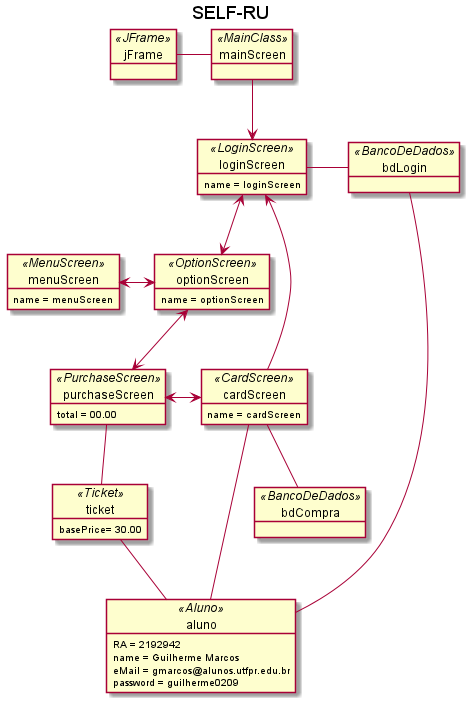 SELF-RU
«JFrame»
jFrame
«MainClass»
mainScreen
«LoginScreen»
loginScreen
name = loginScreen
«BancoDeDados»
bdLogin
«MenuScreen»
menuScreen
name = menuScreen
«OptionScreen»
optionScreen
name = optionScreen
«PurchaseScreen»
purchaseScreen
total = 00.00
«CardScreen»
cardScreen
name = cardScreen
«Ticket»
ticket
basePrice= 30.00
«BancoDeDados»
bdCompra
«Aluno»
aluno
RA = 2192942
name = Guilherme Marcos
eMail = gmarcos@alunos.utfpr.edu.br
password = guilherme0209